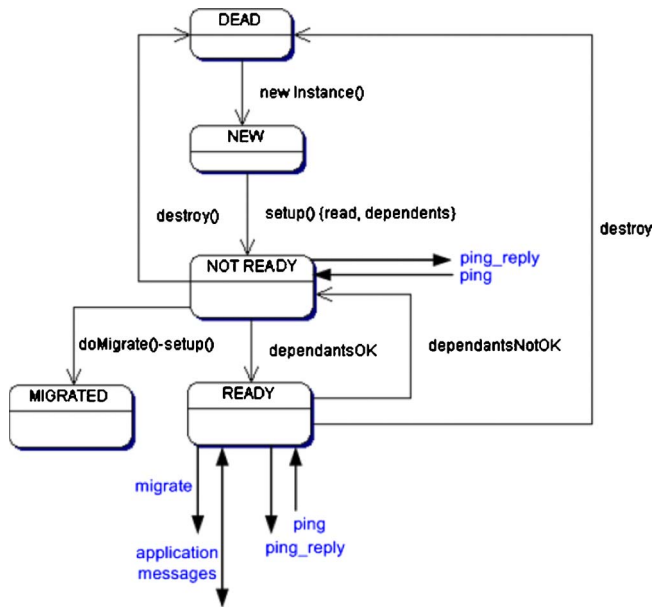 DEAD
new Instance()
NEW
destroy()
setup() {read, dependents}
destroy
NOT READY
ping_reply
ping
doMigrate()-setup()
dependantsOK
dependantsNotOK
MIGRATED
READY
migrate
ping
ping_reply
application
messages